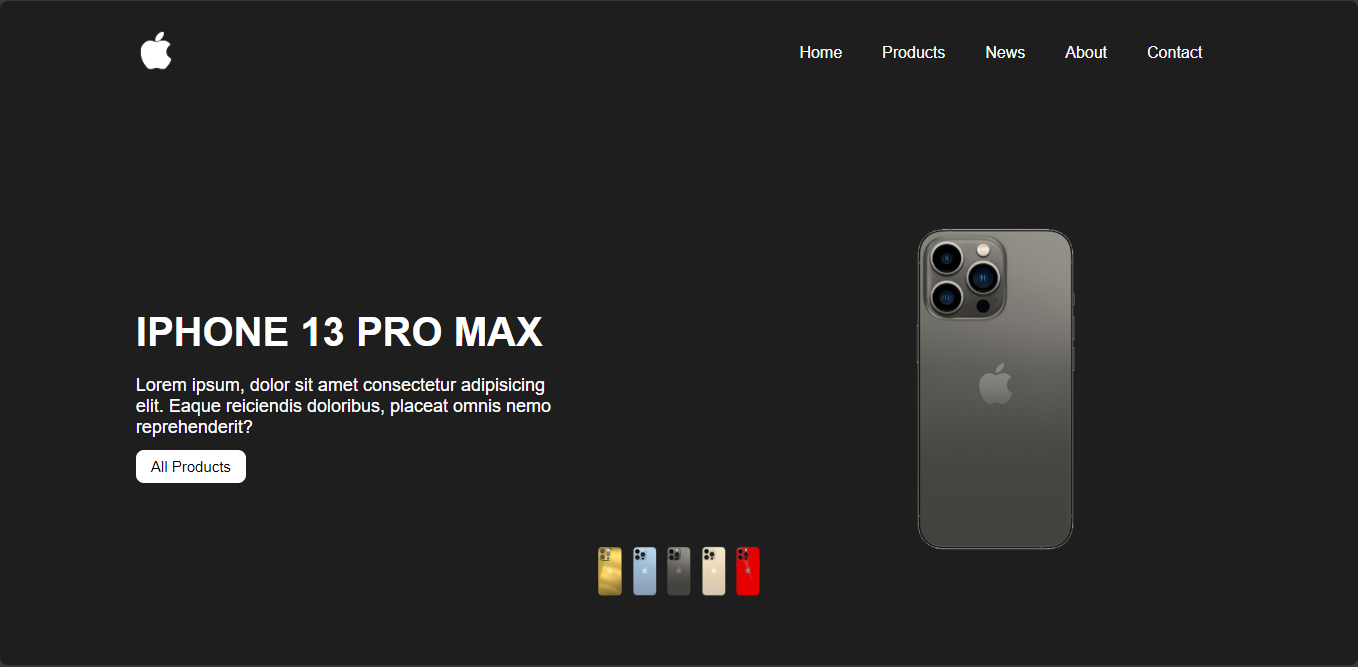 Home Products News About Contact
IPHONE 13 PRO MAX
Lorem ipsum, dolor sit amet consectetur adipisicing
elit. Eaque reiciendis doloribus, placeat omnis nemo
reprehenderit?
All Products